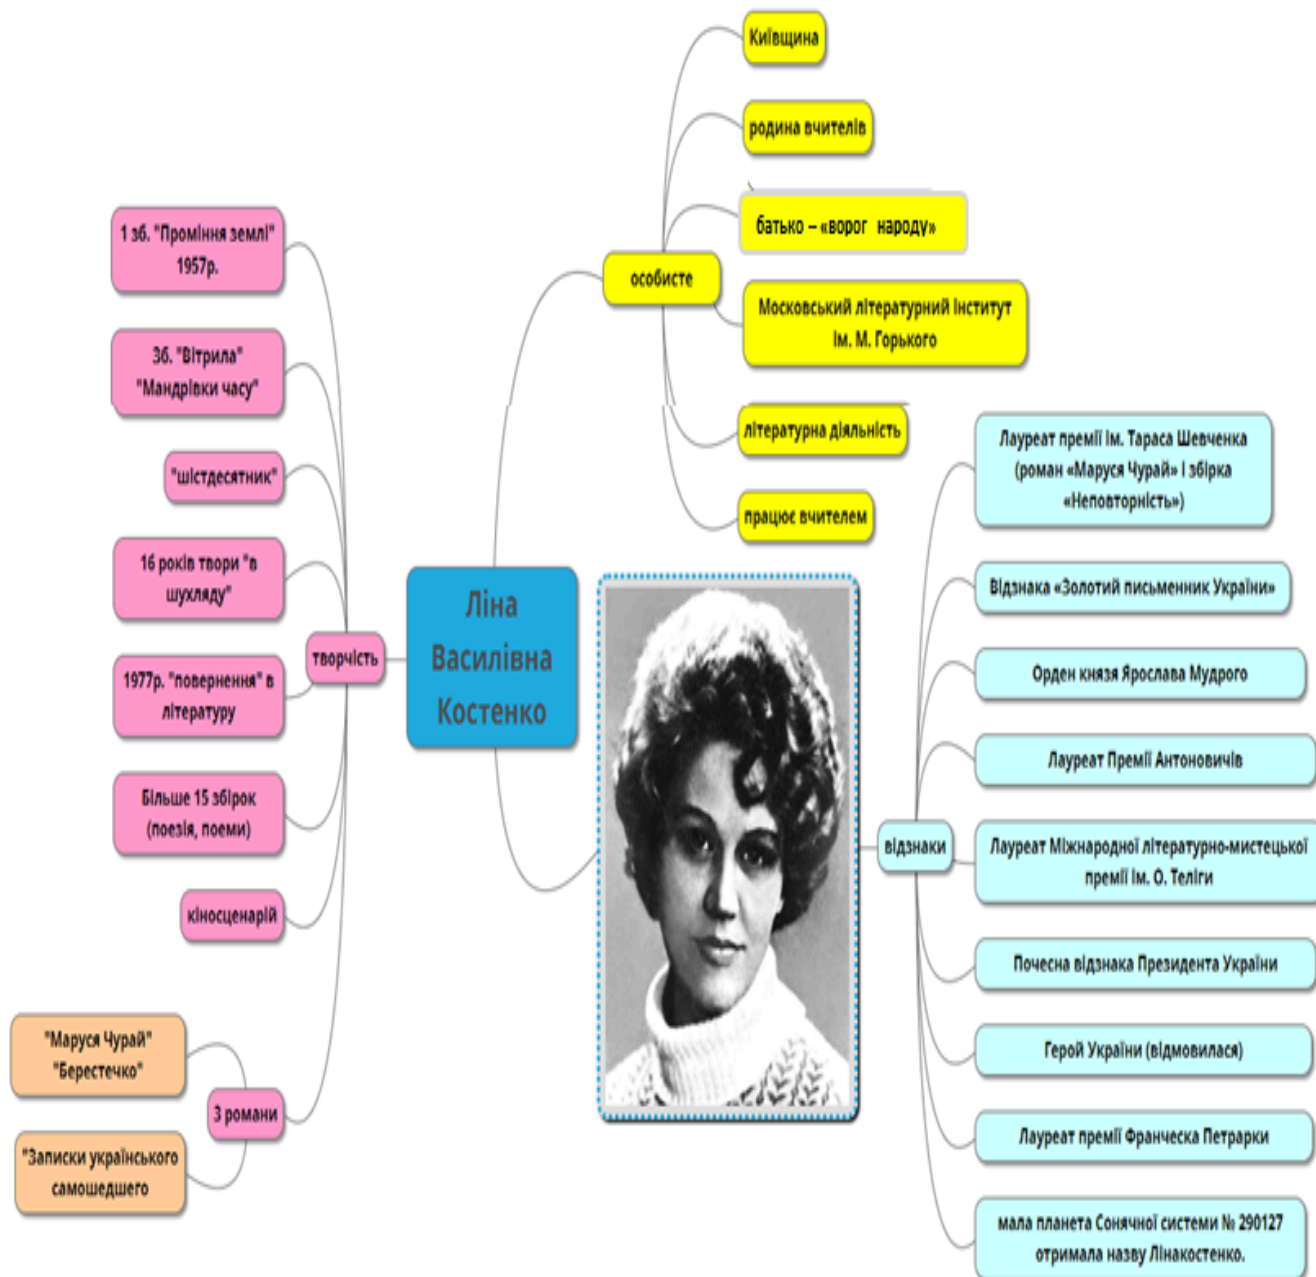 Ліна
Василівна
Костенко
особисте
Київщина
родина вчителів
батько – «ворог народу»
Московський літературний інститут
ім. М. Горького
літературна діяльність
працює вчителем
творчість
1 зб. "Проміння землі"
1957р.
Зб. "Вітрила"
"Мандрівки часу"
"шістдесятник"
16 років твори "в
шухляду"
1977р. "повернення" в
літературу
Більше 15 збірок
(поезія, поеми)
кіносценарій
3 романи
"Маруся Чурай"
"Берестечко"
"Записки українського
самошедшего
відзнаки
Лауреат премії ім. Тараса Шевченка
(роман «Маруся Чурай» і збірка
«Неповторність»)
Відзнака «Золотий письменник України»
Орден князя Ярослава Мудрого
Лауреат Премії Антоновичів
Лауреат Міжнародної літературно-мистецької
премії ім. О. Теліги
Почесна відзнака Президента України
Герой України (відмовилася)
Лауреат премії Франческа Петрарки
мала планета Сонячної системи № 290127
отримала назву Лінакостенко.